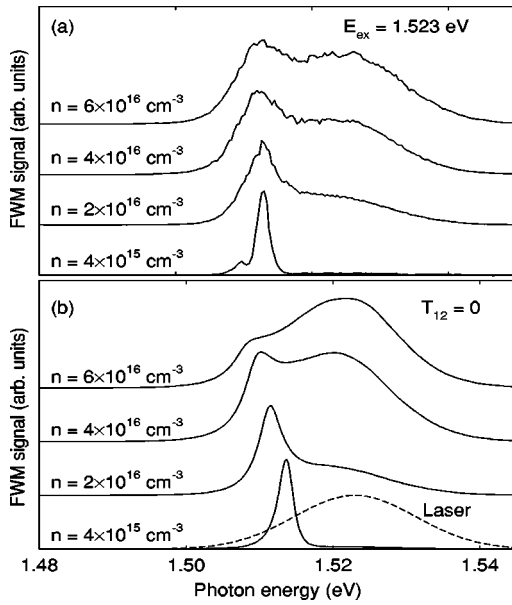 (a)
E_ex = 1.523 eV
n = 6×10^16 cm^-3
n = 4×10^16 cm^-3
n = 2×10^16 cm^-3
n = 4×10^15 cm^-3
FWM signal (arb. units)
(b)
T_12 = 0
n = 6×10^16 cm^-3
n = 4×10^16 cm^-3
n = 2×10^16 cm^-3
Laser
n = 4×10^15 cm^-3
FWM signal (arb. units)
1.48 1.50 1.52 1.54
Photon energy (eV)